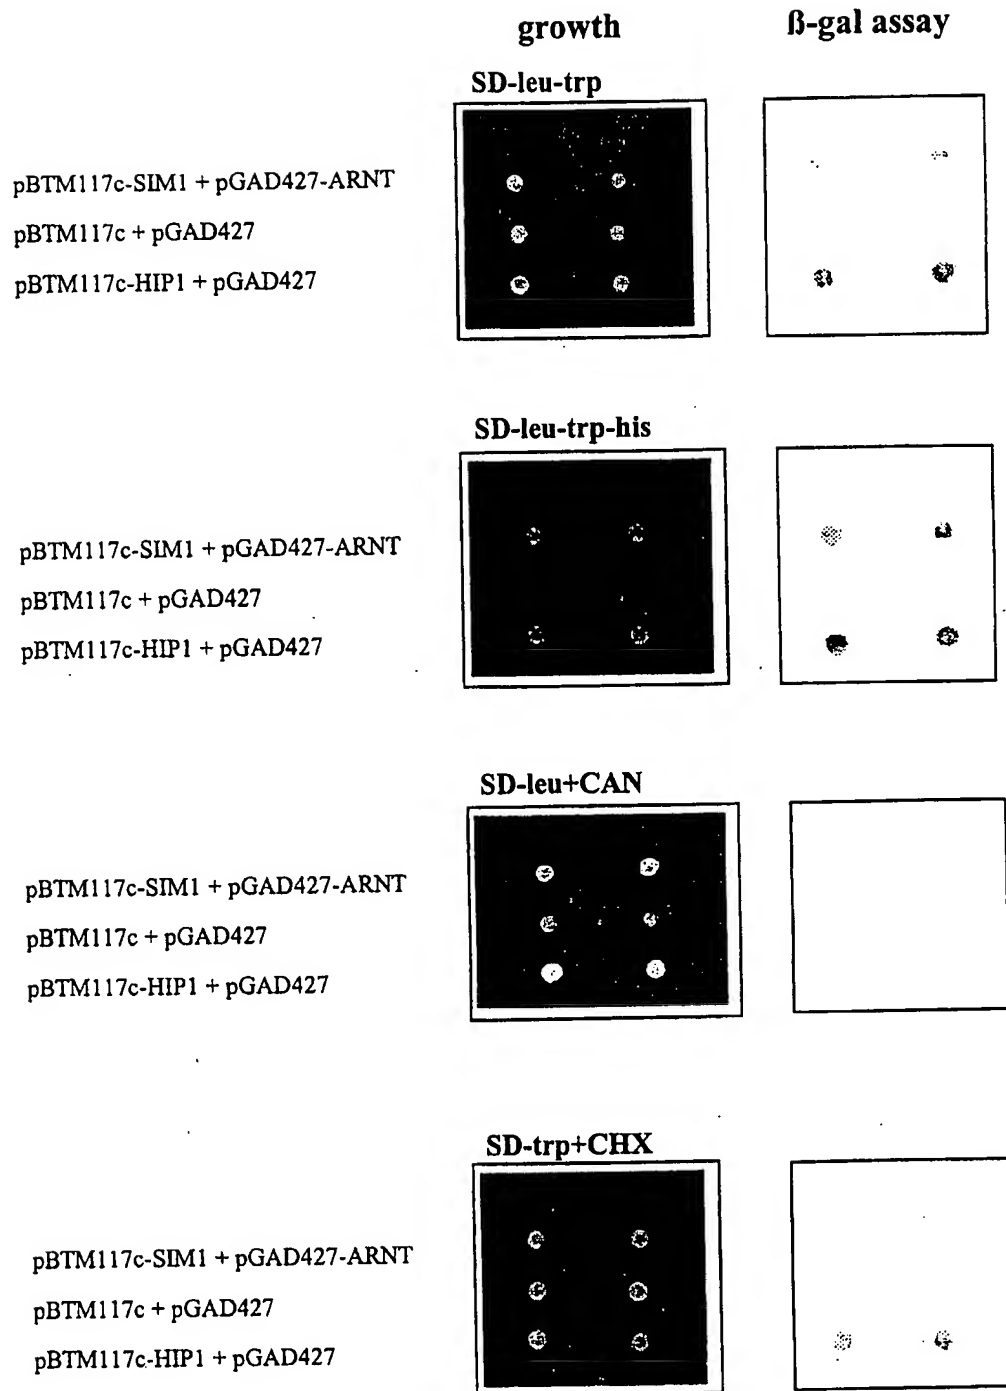 growth
ß-gal assay
SD-leu-trp
pBTM117c-SIM1 + pGAD427-ARNT
pBTM117c + pGAD427
pBTM117c-HIP1 + pGAD427
SD-leu-trp-his
pBTM117c-SIM1 + pGAD427-ARNT
pBTM117c + pGAD427
pBTM117c-HIP1 + pGAD427
SD-leu+CAN
pBTM117c-SIM1 + pGAD427-ARNT
pBTM117c + pGAD427
pBTM117c-HIP1 + pGAD427
SD-trp+CHX
pBTM117c-SIM1 + pGAD427-ARNT
pBTM117c + pGAD427
pBTM117c-HIP1 + pGAD427